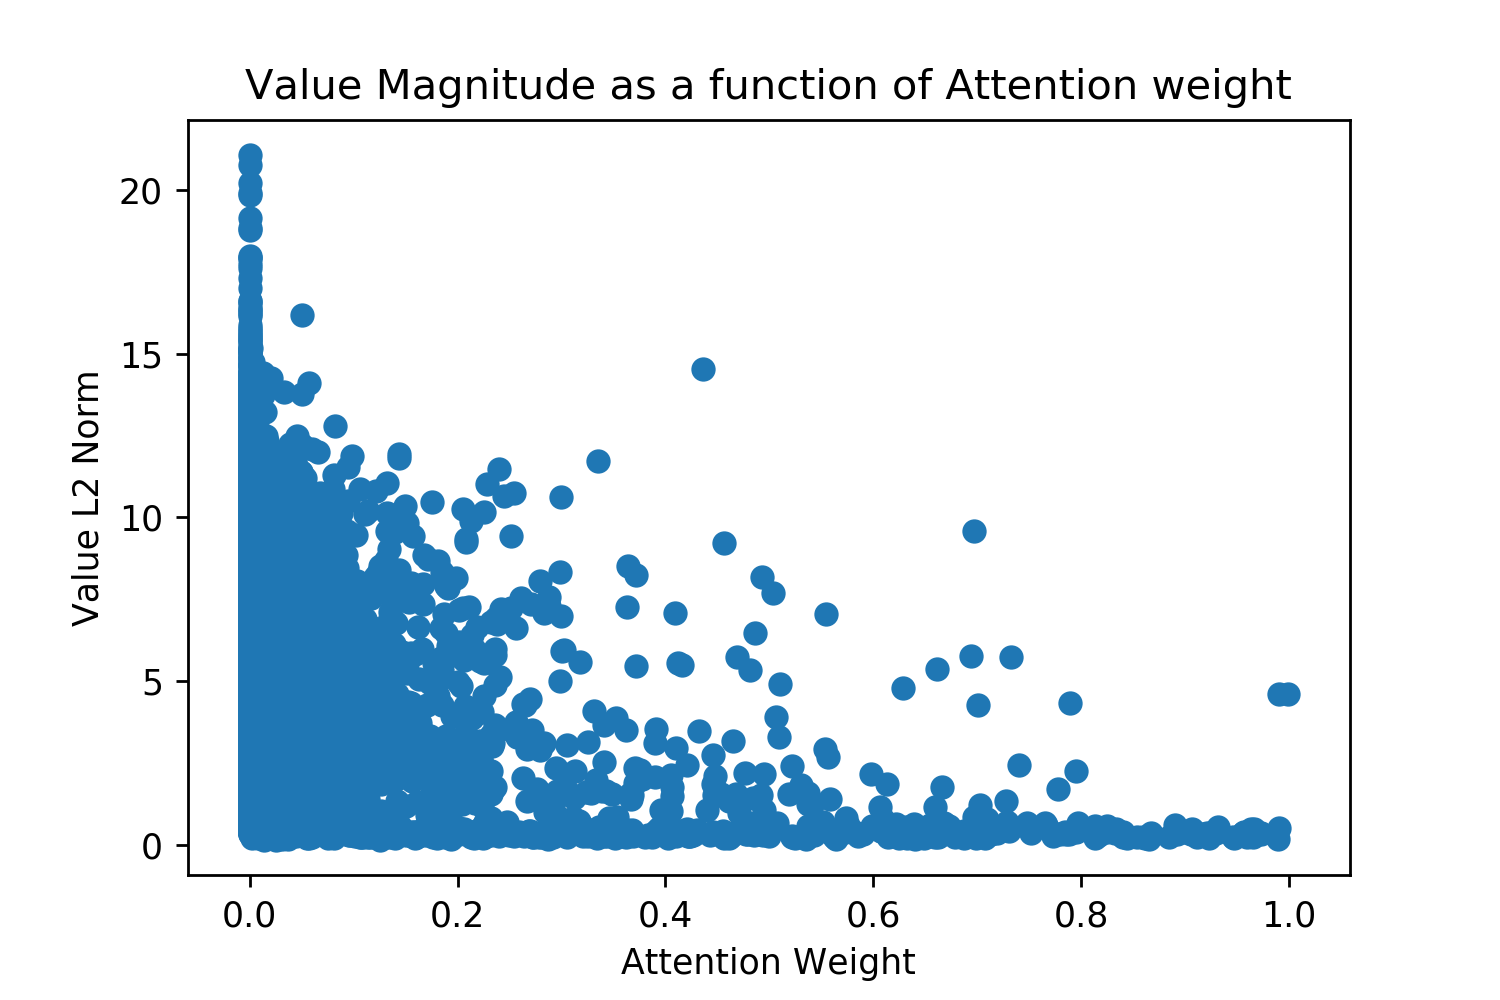 Value Magnitude as a function of Attention weight
20
15
10
5
0
Value L2 Norm
0.0 0.2 0.4 0.6 0.8 1.0
Attention Weight